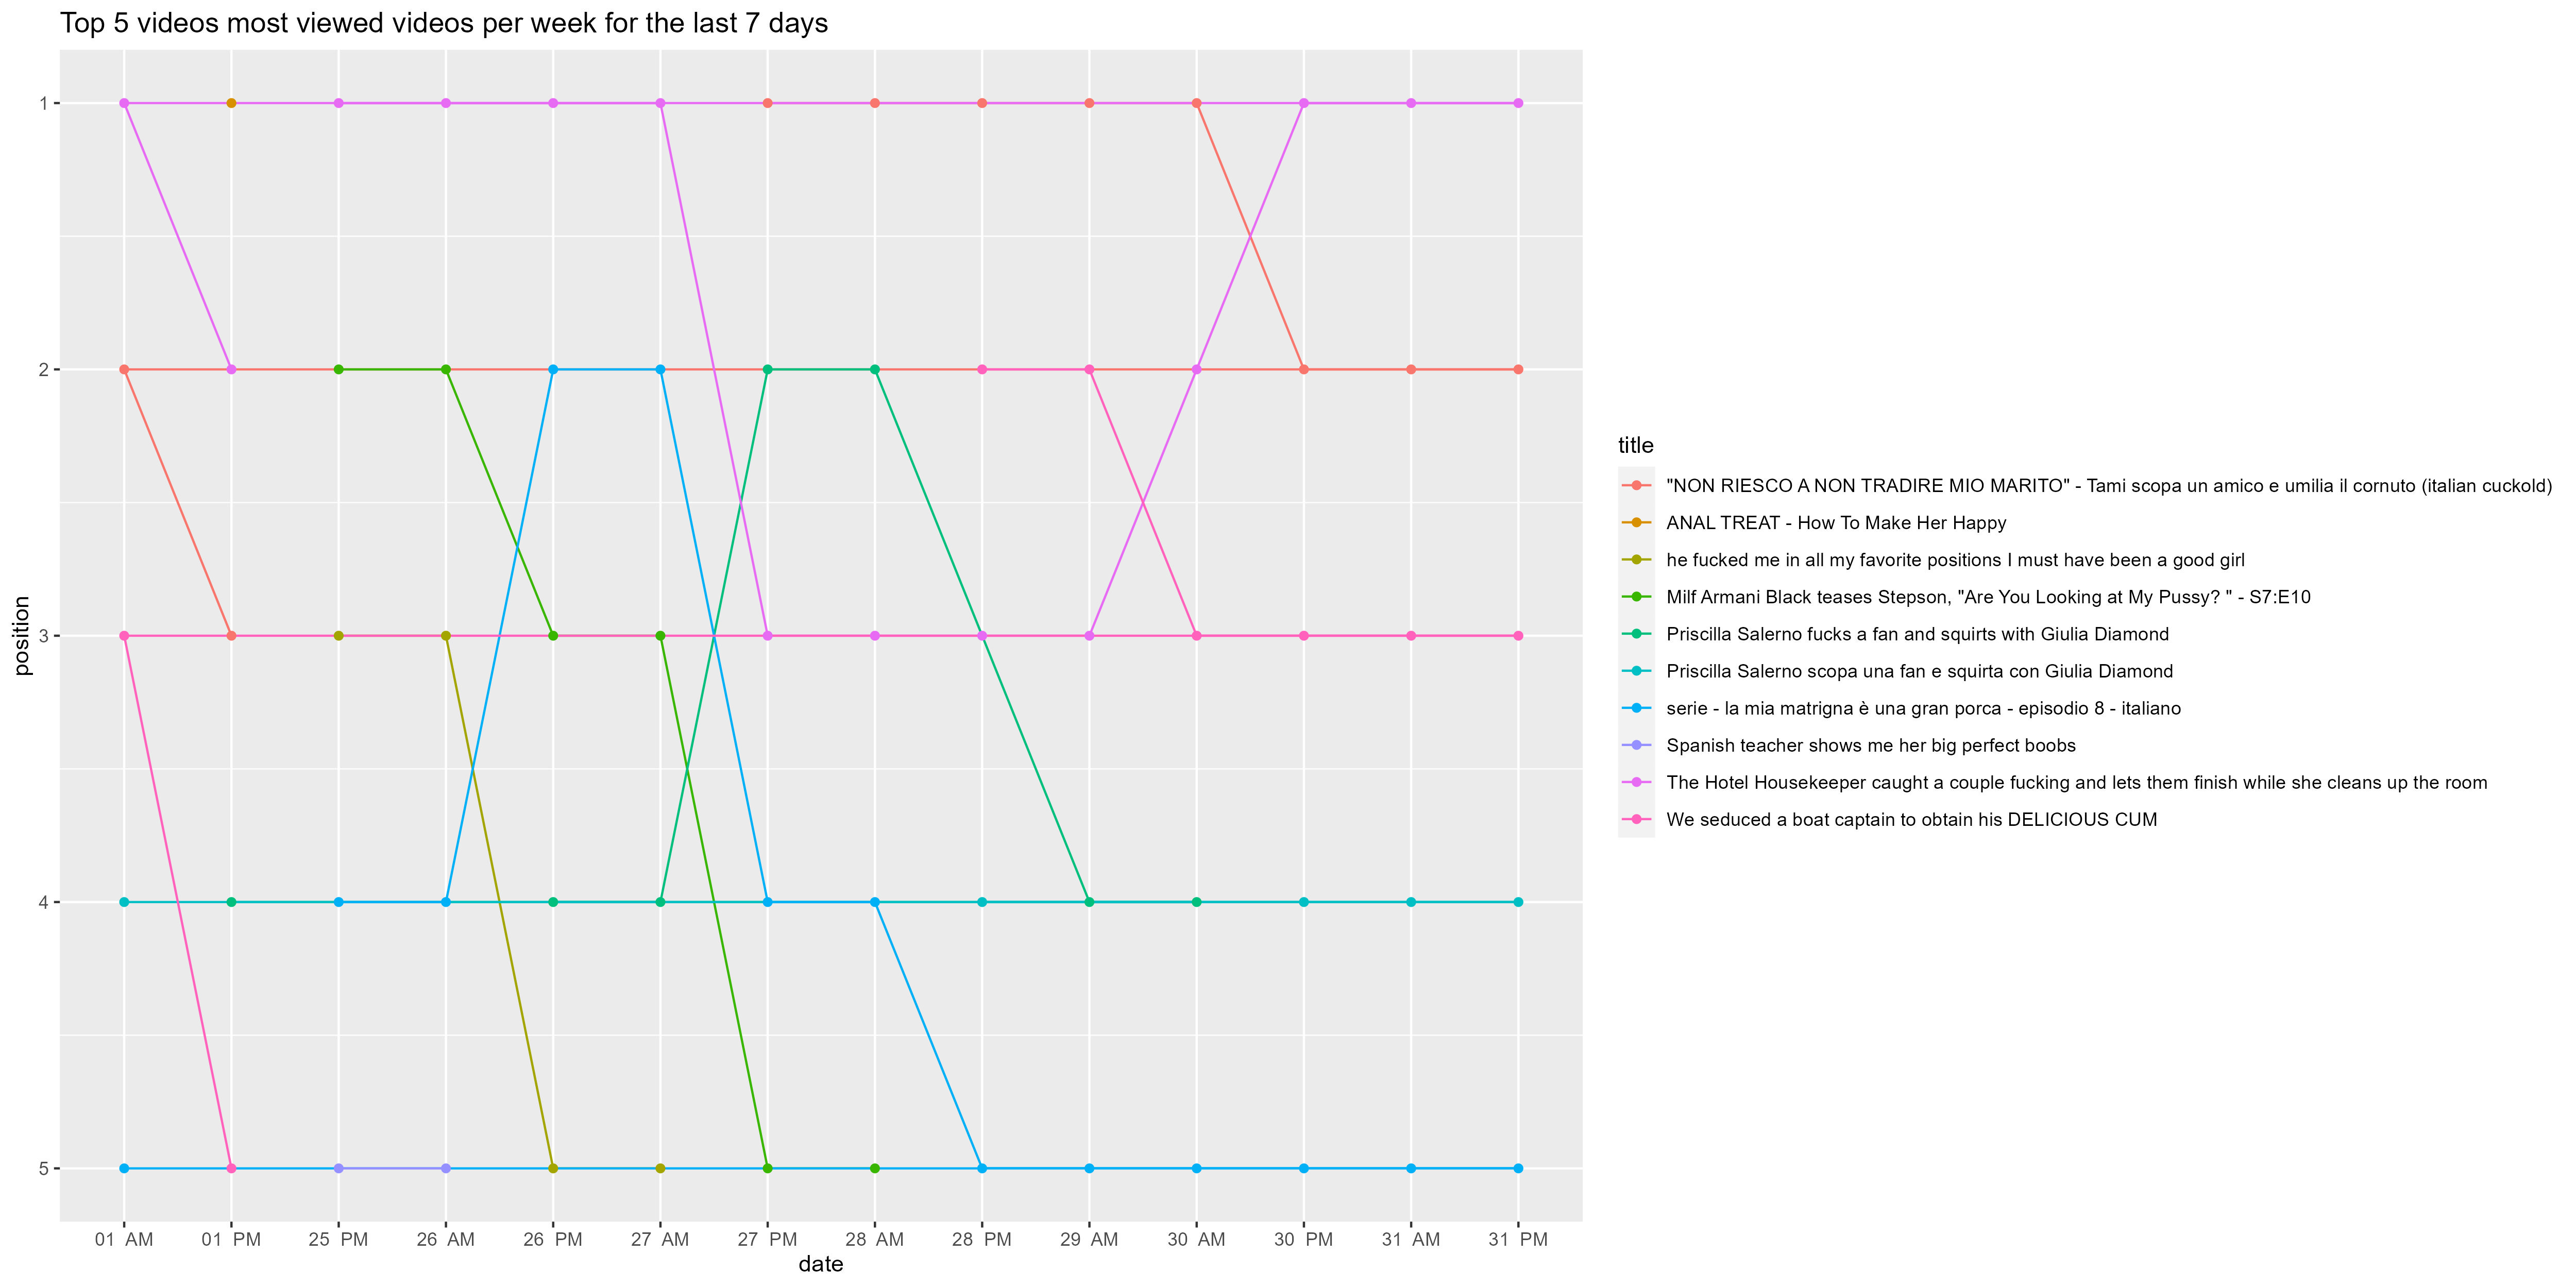 Top 5 videos most viewed videos per week for the last 7 days
position
1
2
3
4
5
01 AM 01 PM 25 PM 26 AM 26 PM 27 AM 27 PM 28 AM 28 PM 29 AM 30 AM 30 PM 31 AM 31 PM
date
title
"NON RIESCO A NON TRADIRE MIO MARITO" - Tami scopa un amico e umilia il cornuto (italian cuckold)
ANAL TREAT - How To Make Her Happy
he fucked me in all my favorite positions I must have been a good girl
Milf Armani Black teases Stepson, "Are You Looking at My Pussy? " - S7:E10
Priscilla Salerno fucks a fan and squirts with Giulia Diamond
Priscilla Salerno scopa una fan e squirta con Giulia Diamond
serie - la mia matrigna è una gran porca - episodio 8 - italiano
Spanish teacher shows me her big perfect boobs
The Hotel Housekeeper caught a couple fucking and lets them finish while she cleans up the room
We seduced a boat captain to obtain his DELICIOUS CUM